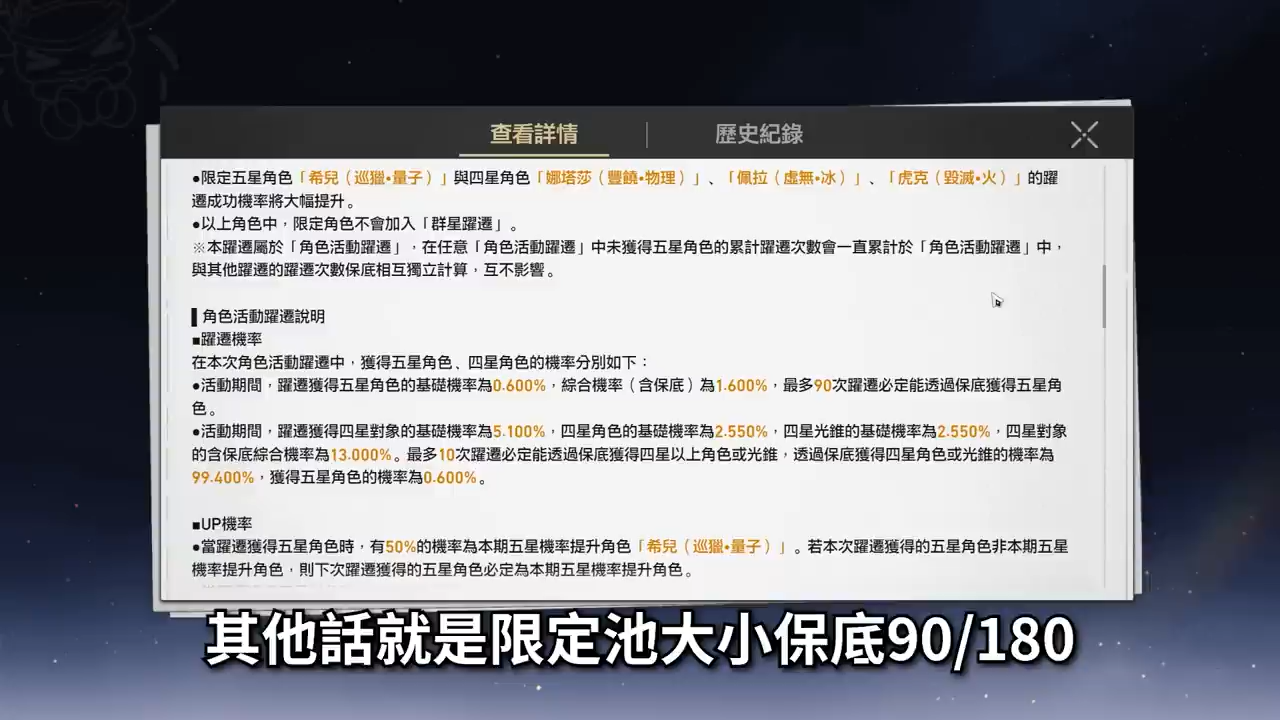 查看詳情
歷史紀錄
●限定五星角色「希兒（巡獵•量子）」與四星角色「娜塔莎（豐饒•物理）」、「佩拉（虛無•冰）」、「虎克（毀滅•火）」的躍
遷成功機率將大幅提升。
●以上角色中，限定角色不會加入「群星躍遷」。
※本躍遷屬於「角色活動躍遷」，在任意「角色活動躍遷」中未獲得五星角色的累計躍遷次數會一直累計於「角色活動躍遷」中，
與其他躍遷的躍遷次數保底相互獨立計算，互不影響。
▌角色活動躍遷說明
■躍遷機率
在本次角色活動躍遷中，獲得五星角色、四星角色的機率分別如下：
●活動期間，躍遷獲得五星角色的基礎機率為0.600%，綜合機率（含保底）為1.600%，最多90次躍遷必定能透過保底獲得五星角
色。
●活動期間，躍遷獲得四星對象的基礎機率為5.100%，四星角色的基礎機率為2.550%，四星光錐的基礎機率為2.550%，四星對象
的含保底綜合機率為13.000%。最多10次躍遷必定能透過保底獲得四星以上角色或光錐，透過保底獲得四星角色或光錐的機率為
99.400%，獲得五星角色的機率為0.600%。
■UP機率
●當躍遷獲得五星角色時，有50%的機率為本期五星機率提升角色「希兒（巡獵•量子）」。若本次躍遷獲得的五星角色非本期五星
機率提升角色，則下次躍遷獲得的五星角色必定為本期五星機率提升角色。
其他話就是限定池大小保底90/180